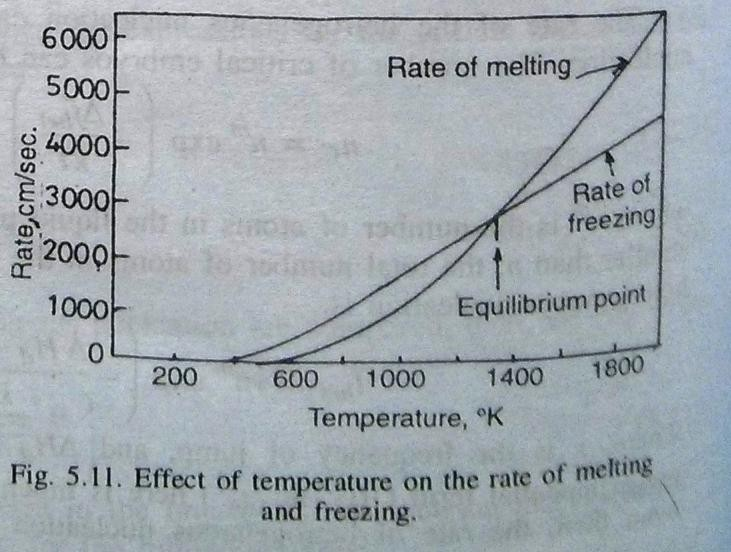 6000
5000
4000
3000
2000
1000
0
Rate, cm/sec.
Rate of melting
Rate of
freezing
Equilibrium point
200 600 1000 1400 1800
Temperature, °K
Fig. 5.11. Effect of temperature on the rate of melting
and freezing.